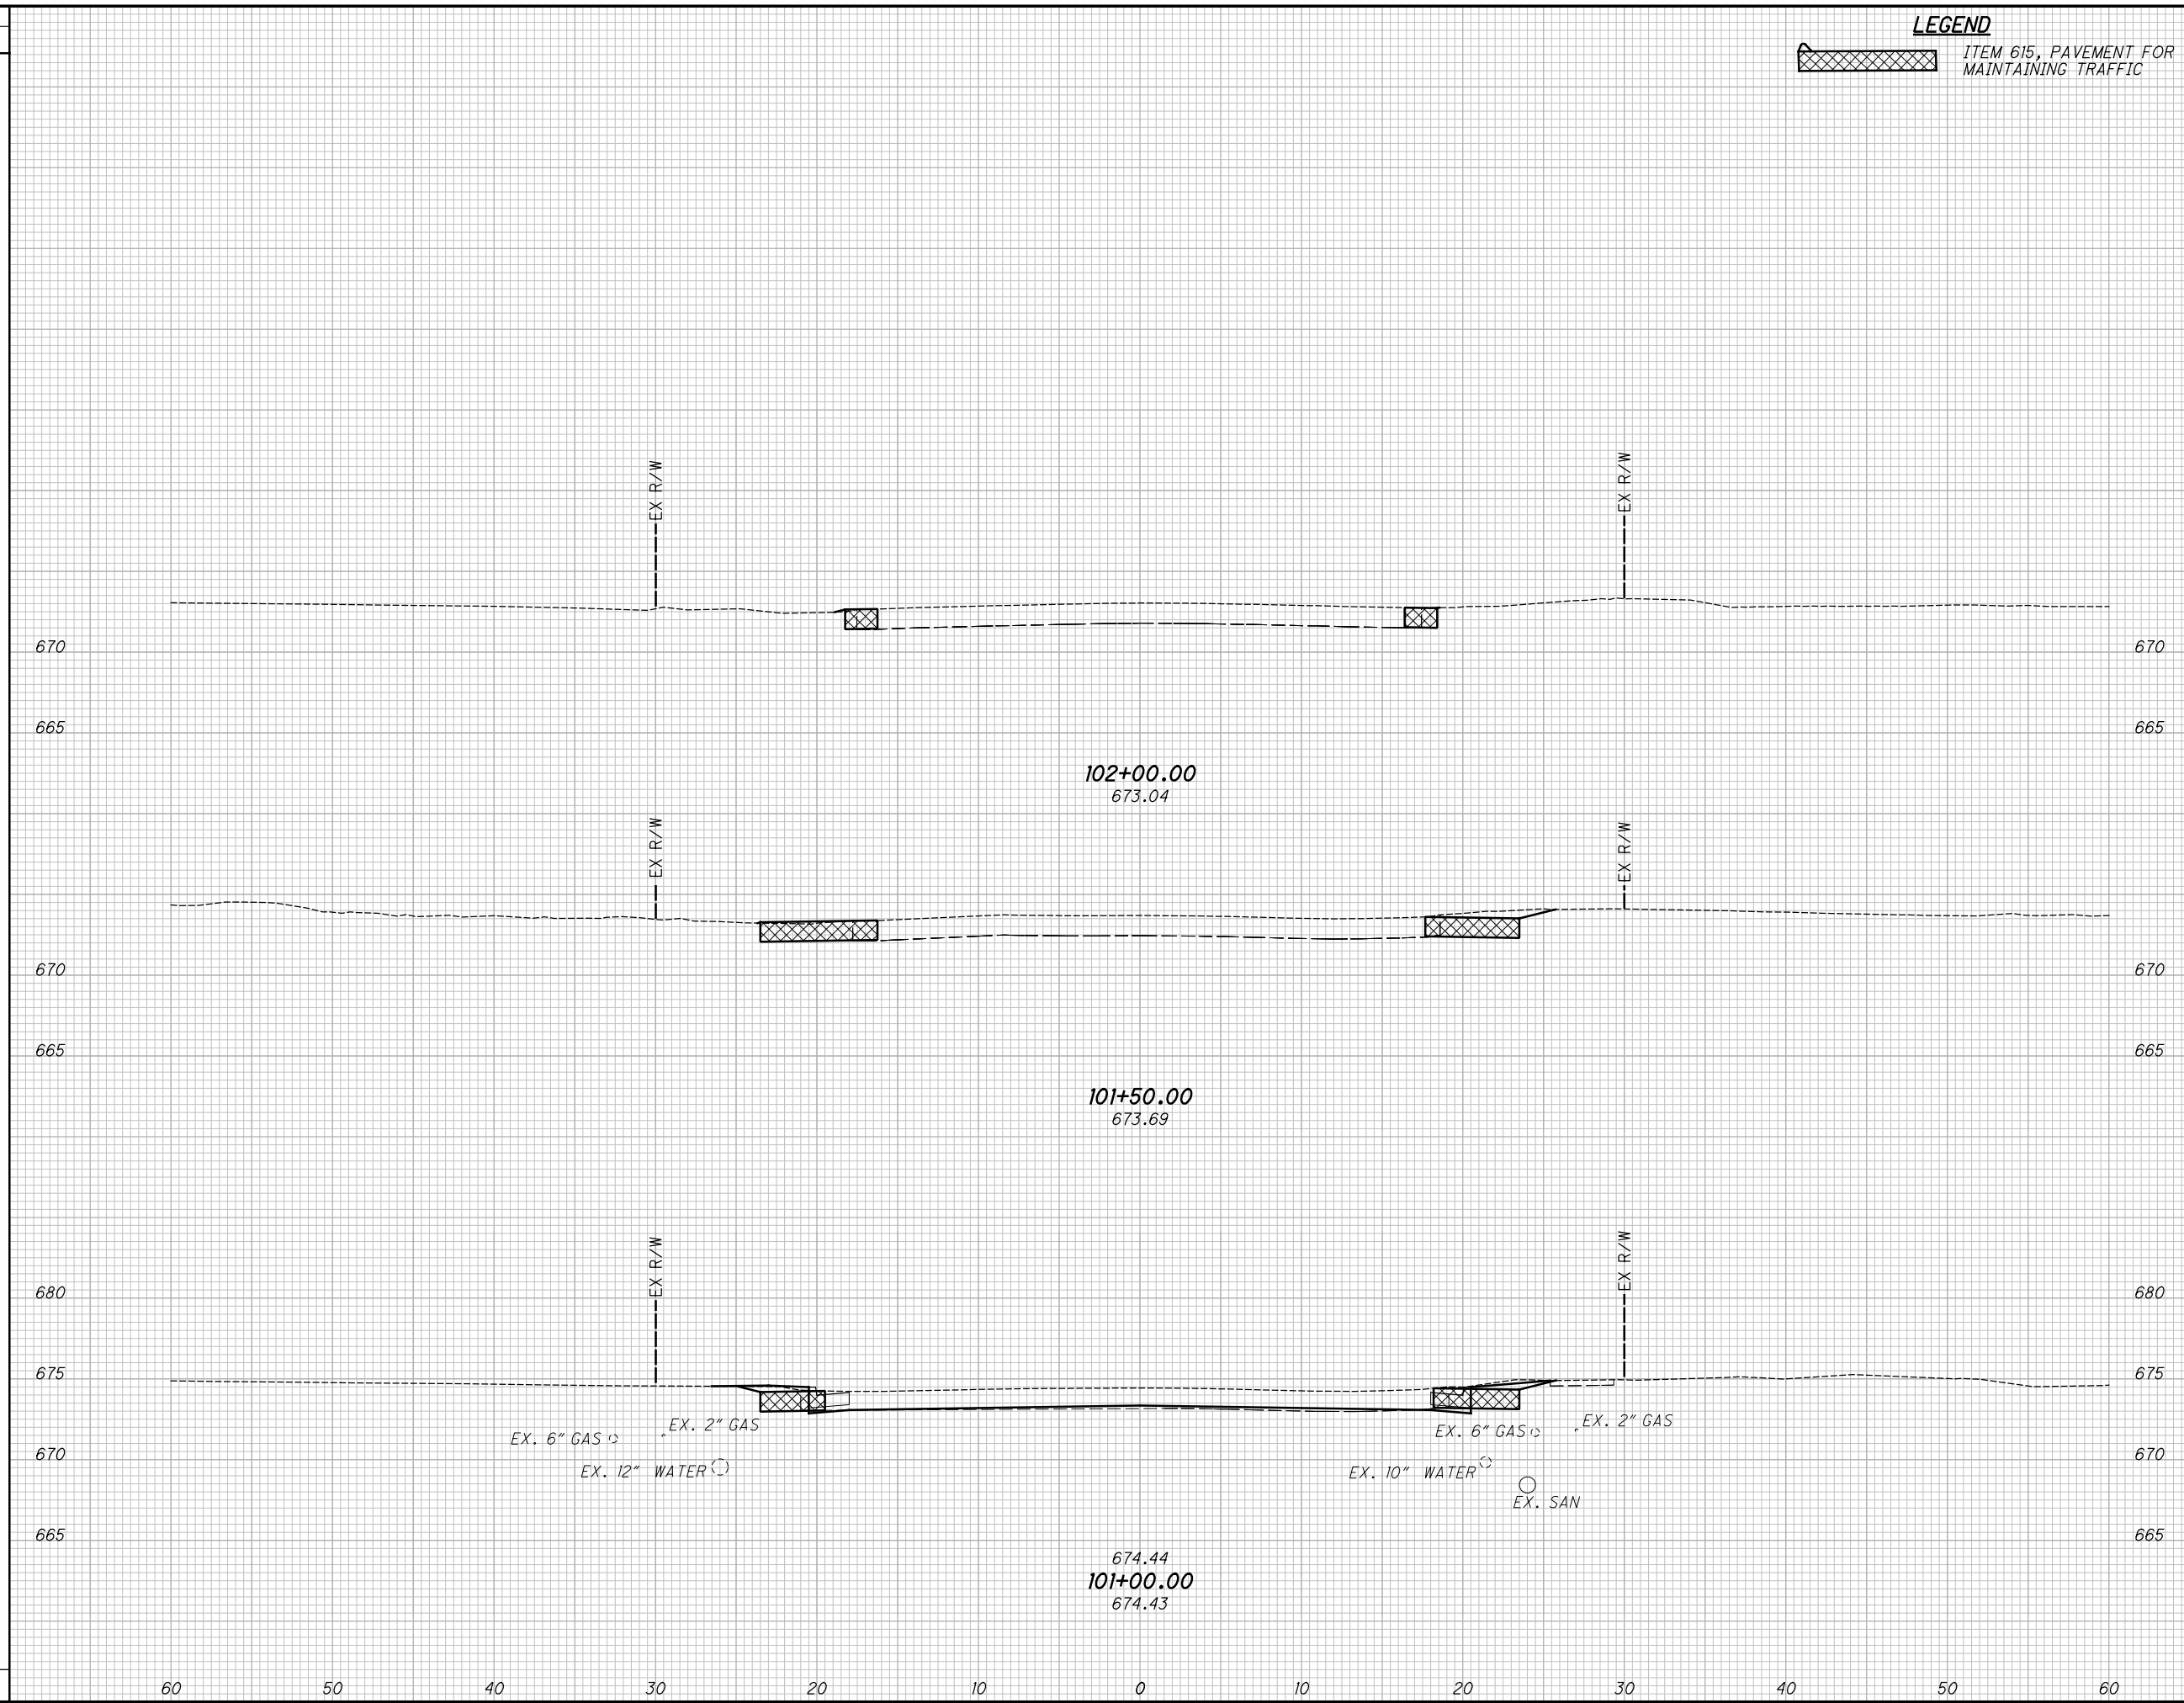 LEGEND
ITEM 615, PAVEMENT FOR
MAINTAINING TRAFFIC
EX R/W
EX R/W
670
670
665
665
102+00.00
673.04
EX R/W
EX R/W
670
670
665
665
101+50.00
673.69
EX R/W
EX R/W
680
680
675
675
EX. 2" GAS
EX. 2" GAS
EX. 6" GAS
EX. 6" GAS
670
670
EX. 12" WATER
EX. 10" WATER
EX. SAN
665
665
674.44
101+00.00
674.43
60 50 40 30 20 10 0 10 20 30 40 50 60